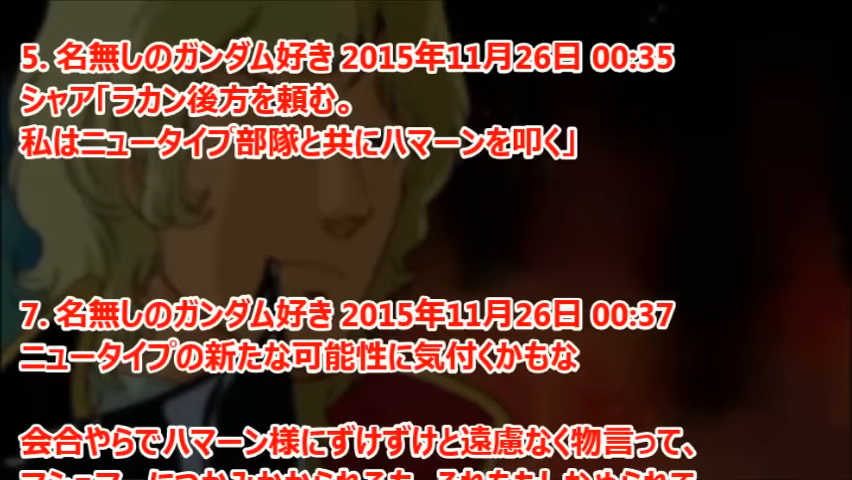 5. 名無しのガンダム好き 2015年11月26日 00:35
シャア「ラカン後方を頼む。
私はニュータイプ部隊と共にハマーンを叩く」
7. 名無しのガンダム好き 2015年11月26日 00:37
ニュータイプの新たな可能性に気付くかもな
会合やらでハマーン様にずけずけと遠慮なく物言って、